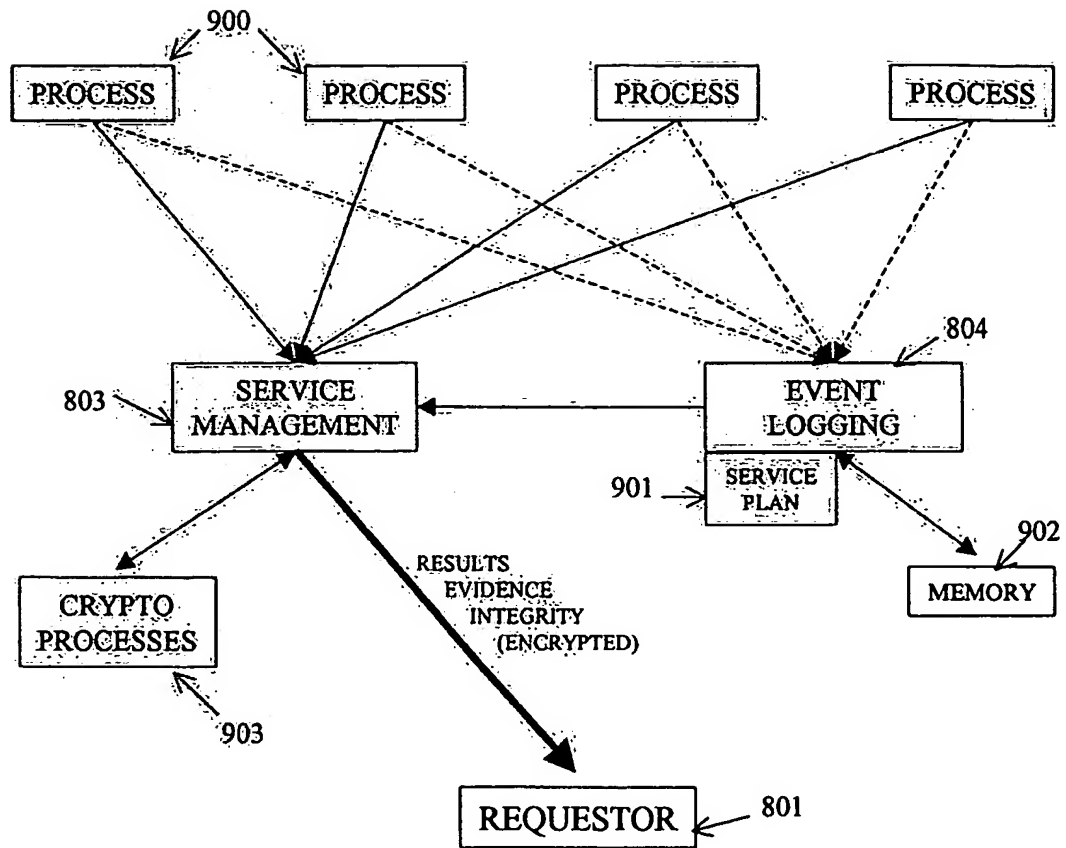 900
PROCESS
PROCESS
PROCESS
PROCESS
804
803
SERVICE
MANAGEMENT
EVENT
LOGGING
901
SERVICE
PLAN
902
MEMORY
RESULTS
EVIDENCE
INTEGRITY
(ENCRYPTED)
CRYPTO
PROCESSES
903
REQUESTOR
801